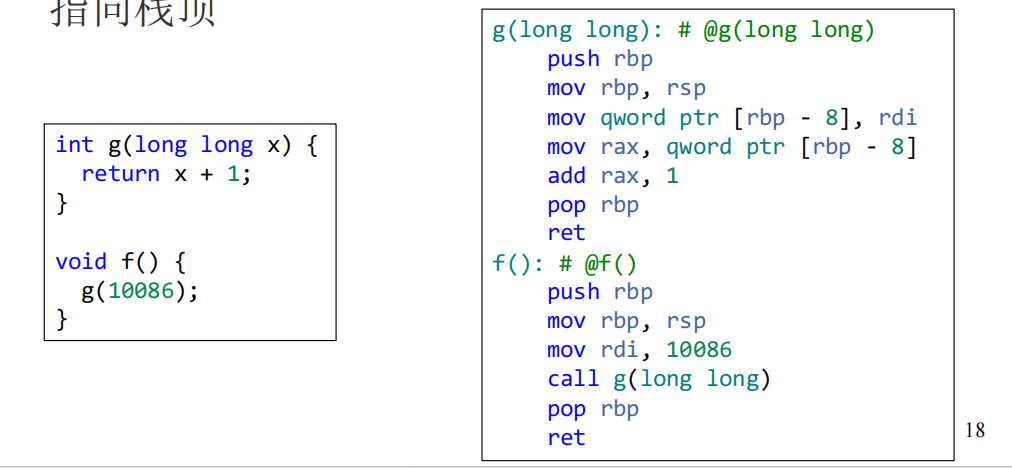 指向栈顶
int g(long long x) {
  return x + 1;
}
void f() {
  g(10086);
}
g(long long): # @g(long long)
    push rbp
    mov rbp, rsp
    mov qword ptr [rbp - 8], rdi
    mov rax, qword ptr [rbp - 8]
    add rax, 1
    pop rbp
    ret
f(): # @f()
    push rbp
    mov rbp, rsp
    mov rdi, 10086
    call g(long long)
    pop rbp
    ret
18